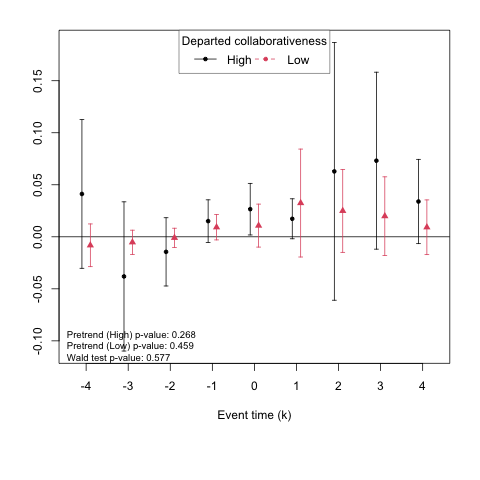 Departed collaborativeness
High Low
0.15
0.10
0.05
0.00
-0.05
-0.10
Pretrend (High) p-value: 0.268
Pretrend (Low) p-value: 0.459
Wald test p-value: 0.577
-4 -3 -2 -1 0 1 2 3 4
Event time (k)